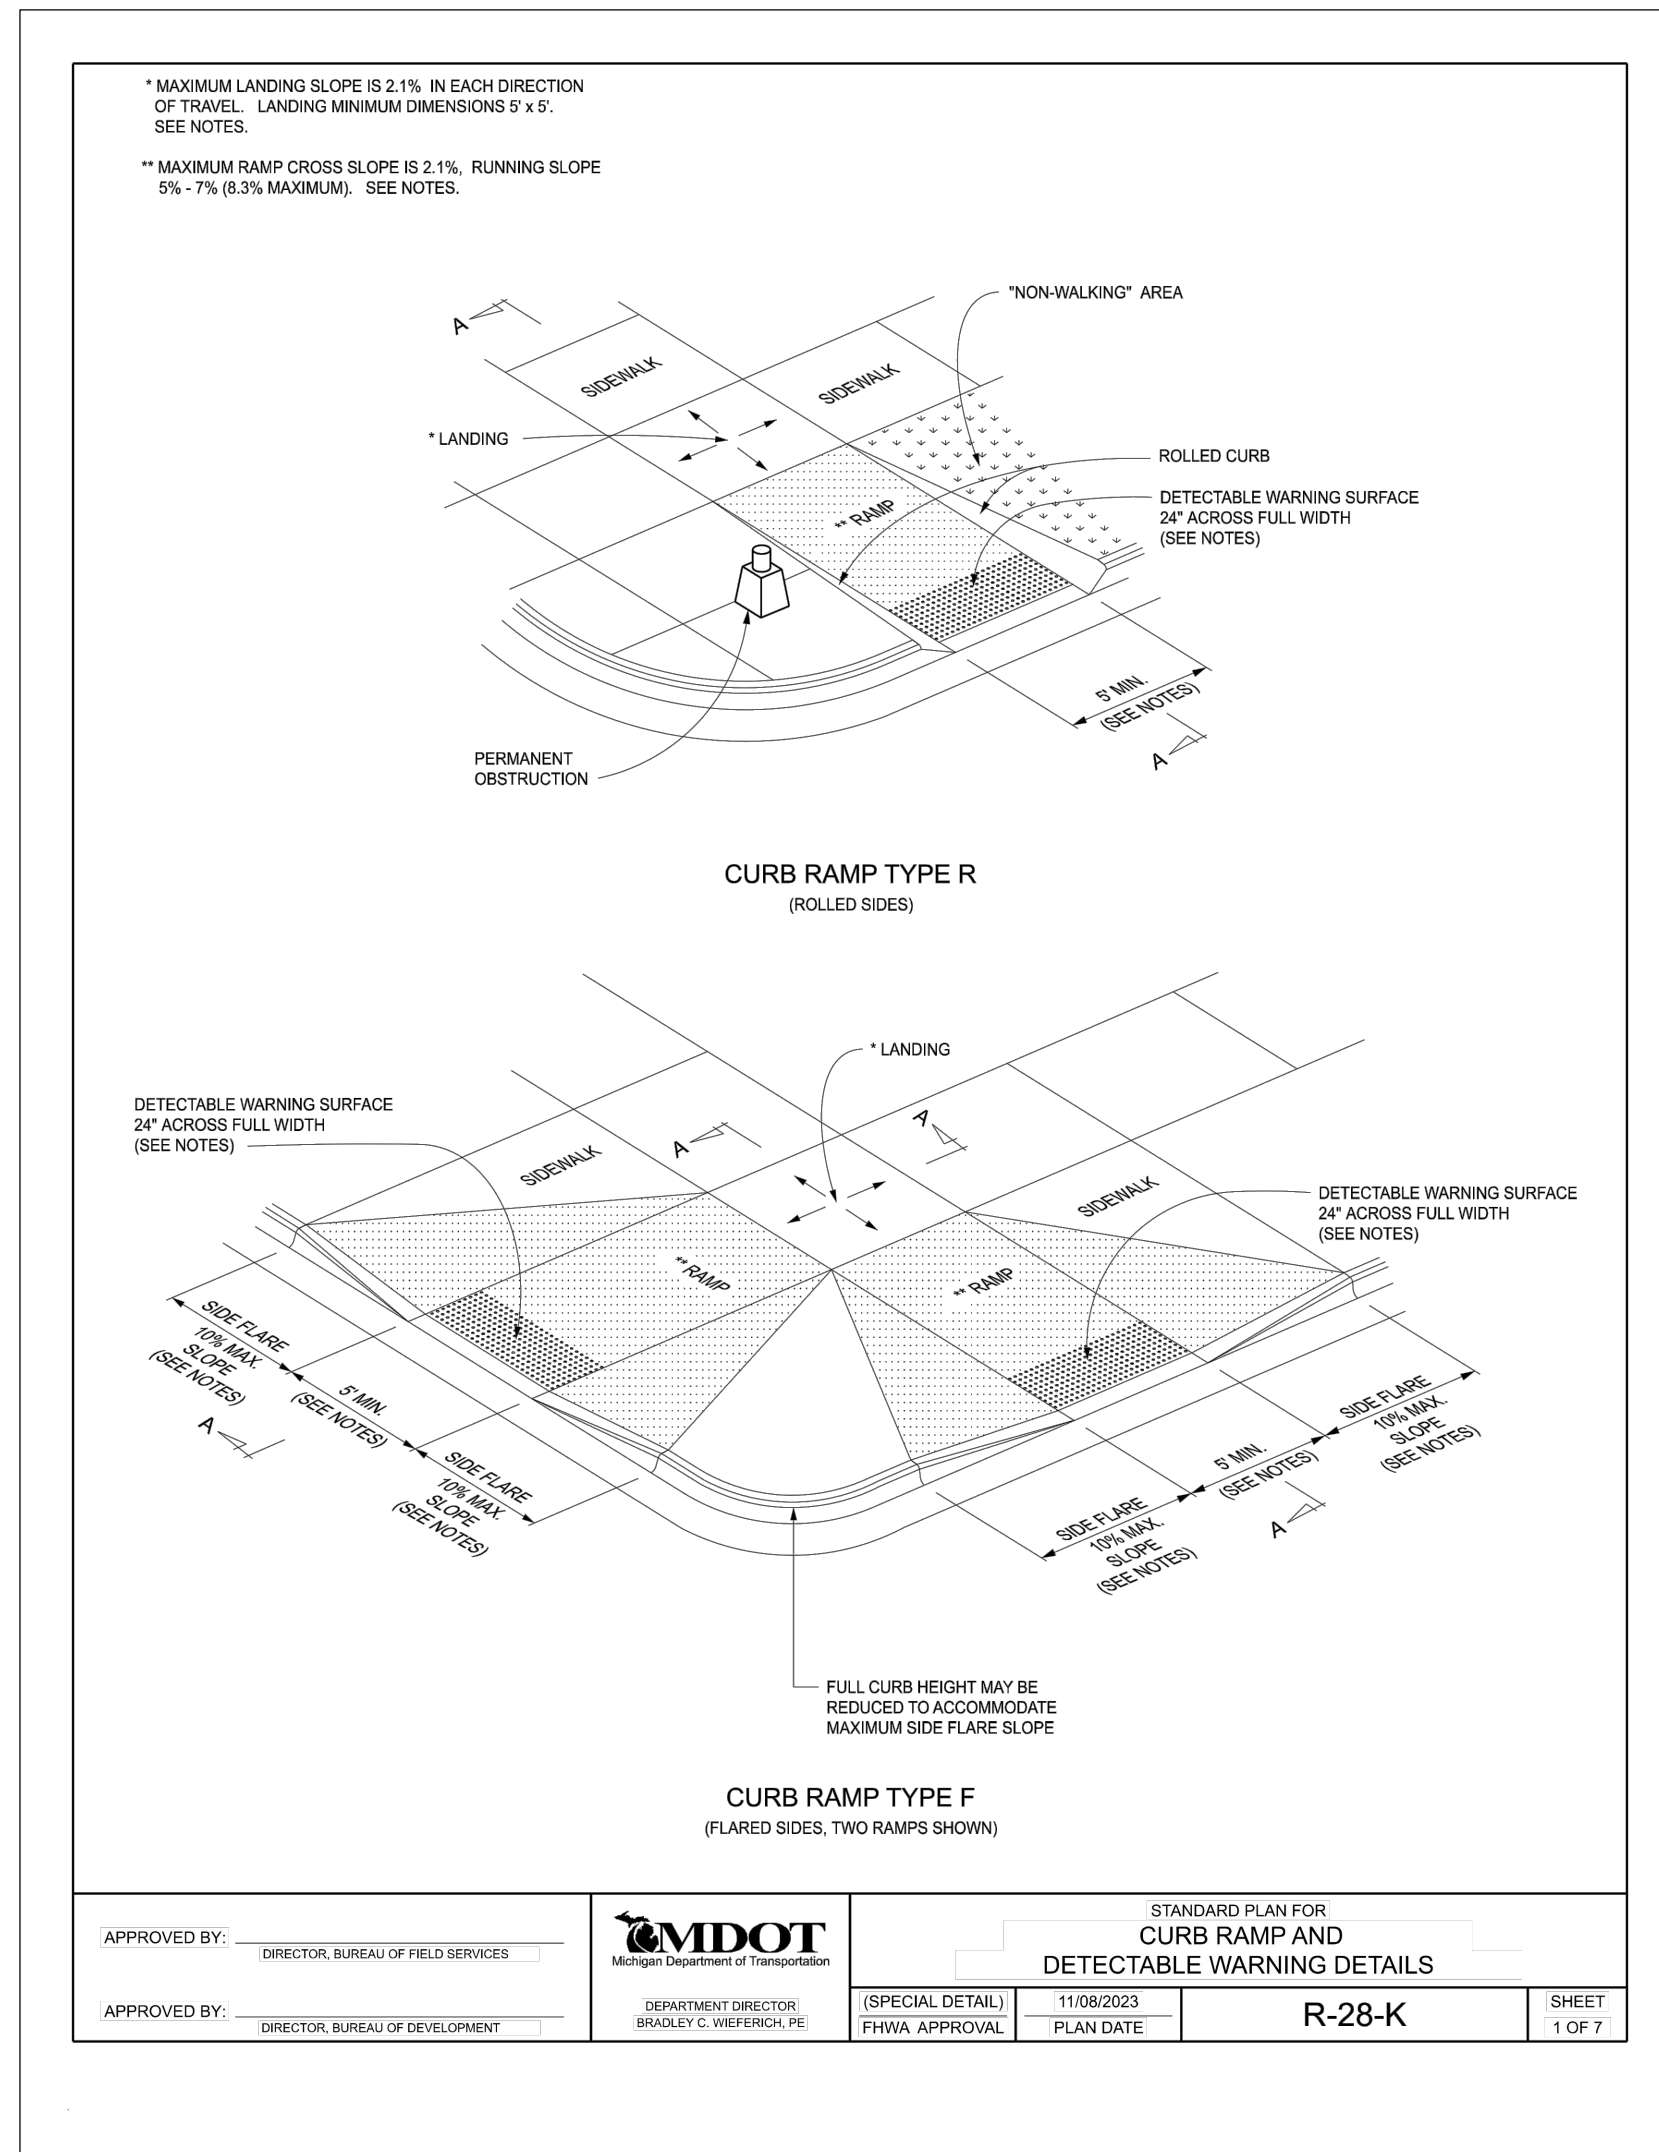 * MAXIMUM LANDING SLOPE IS 2.1% IN EACH DIRECTION
OF TRAVEL. LANDING MINIMUM DIMENSIONS 5' x 5'.
SEE NOTES.
** MAXIMUM RAMP CROSS SLOPE IS 2.1%, RUNNING SLOPE
5% - 7% (8.3% MAXIMUM). SEE NOTES.
"NON-WALKING" AREA
A
SIDEWALK
SIDEWALK
* LANDING
ROLLED CURB
DETECTABLE WARNING SURFACE
24" ACROSS FULL WIDTH
(SEE NOTES)
** RAMP
5' MIN.
(SEE NOTES)
A
PERMANENT
OBSTRUCTION
CURB RAMP TYPE R
(ROLLED SIDES)
* LANDING
DETECTABLE WARNING SURFACE
24" ACROSS FULL WIDTH
(SEE NOTES)
A
A
SIDEWALK
SIDEWALK
DETECTABLE WARNING SURFACE
24" ACROSS FULL WIDTH
(SEE NOTES)
** RAMP
** RAMP
SIDE FLARE
10% MAX.
SLOPE
(SEE NOTES)
5' MIN.
(SEE NOTES)
A
SIDE FLARE
10% MAX.
SLOPE
(SEE NOTES)
SIDE FLARE
10% MAX.
SLOPE
(SEE NOTES)
5' MIN.
(SEE NOTES)
A
SIDE FLARE
10% MAX.
SLOPE
(SEE NOTES)
FULL CURB HEIGHT MAY BE
REDUCED TO ACCOMMODATE
MAXIMUM SIDE FLARE SLOPE
CURB RAMP TYPE F
(FLARED SIDES, TWO RAMPS SHOWN)
APPROVED BY:
DIRECTOR, BUREAU OF FIELD SERVICES
APPROVED BY:
DIRECTOR, BUREAU OF DEVELOPMENT
MDOT
Michigan Department of Transportation
DEPARTMENT DIRECTOR
BRADLEY C. WIEFERICH, PE
STANDARD PLAN FOR
CURB RAMP AND
DETECTABLE WARNING DETAILS
(SPECIAL DETAIL)
FHWA APPROVAL
11/08/2023
PLAN DATE
R-28-K
SHEET
1 OF 7